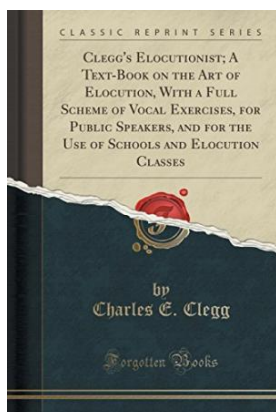 CLASSIC REPRINT SERIES
CLEGG'S ELOCUTIONIST; A
TEXT-BOOK ON THE ART OF
ELOCUTION, WITH A FULL
SCHEME OF VOCAL EXERCISES, FOR
PUBLIC SPEAKERS, AND FOR THE
USE OF SCHOOLS AND ELOCUTION
CLASSES
by
Charles E. Clegg
Forgotten Books